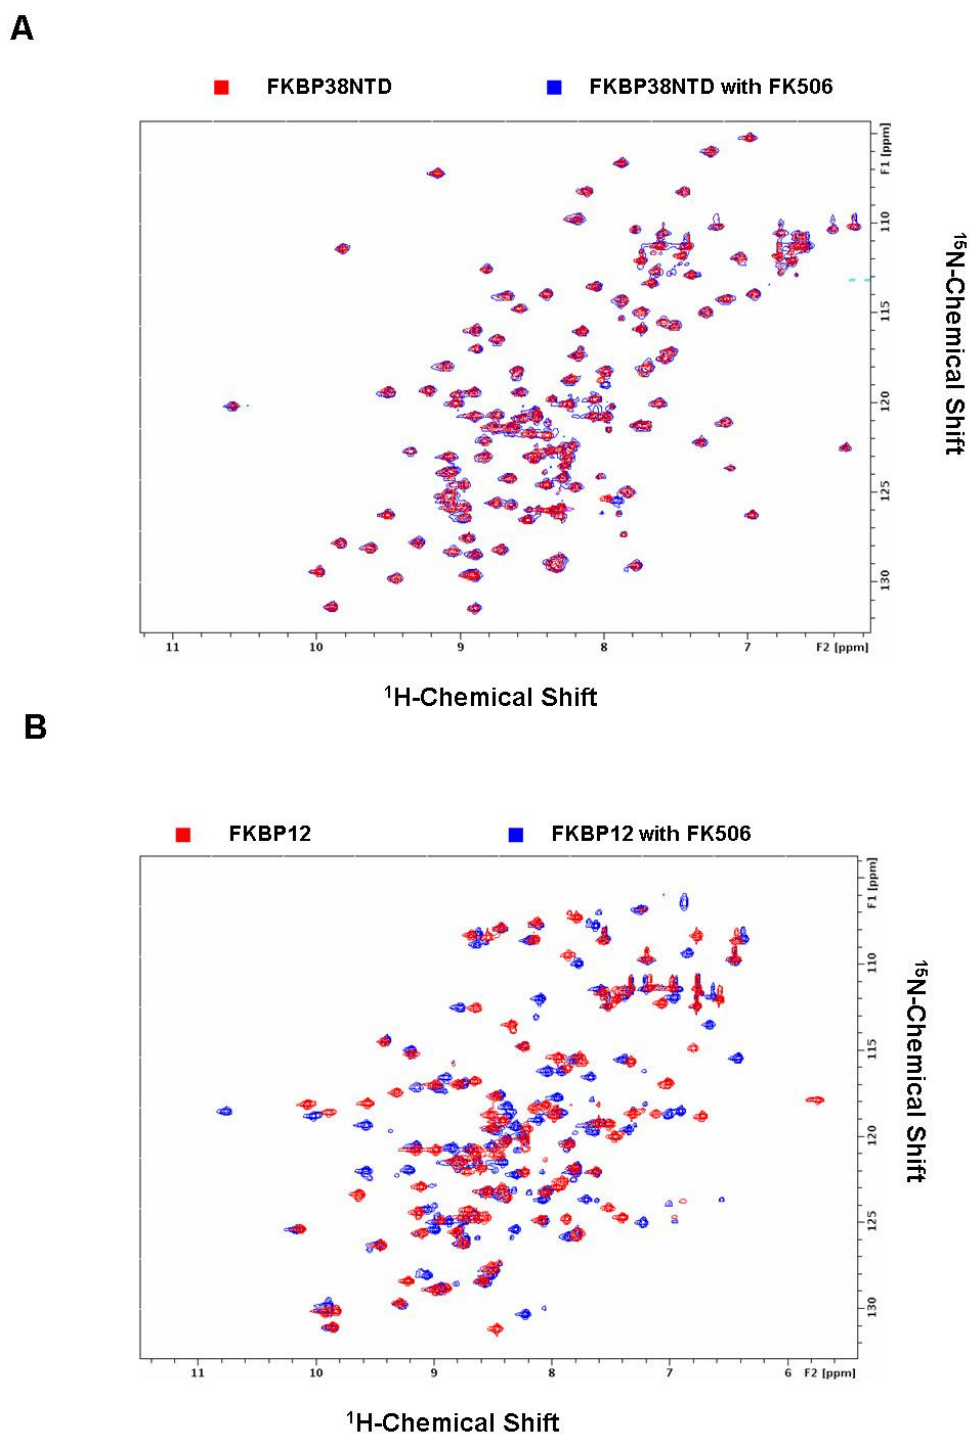 A
FKBP38NTD FKBP38NTD with FK506
F1 [ppm]
110
115
120
125
130
15N-Chemical Shift
11 10 9 8 7 F2 [ppm]
1H-Chemical Shift
B
FKBP12 FKBP12 with FK506
F1 [ppm]
110
115
120
125
130
15N-Chemical Shift
11 10 9 8 7 6 F2 [ppm]
1H-Chemical Shift